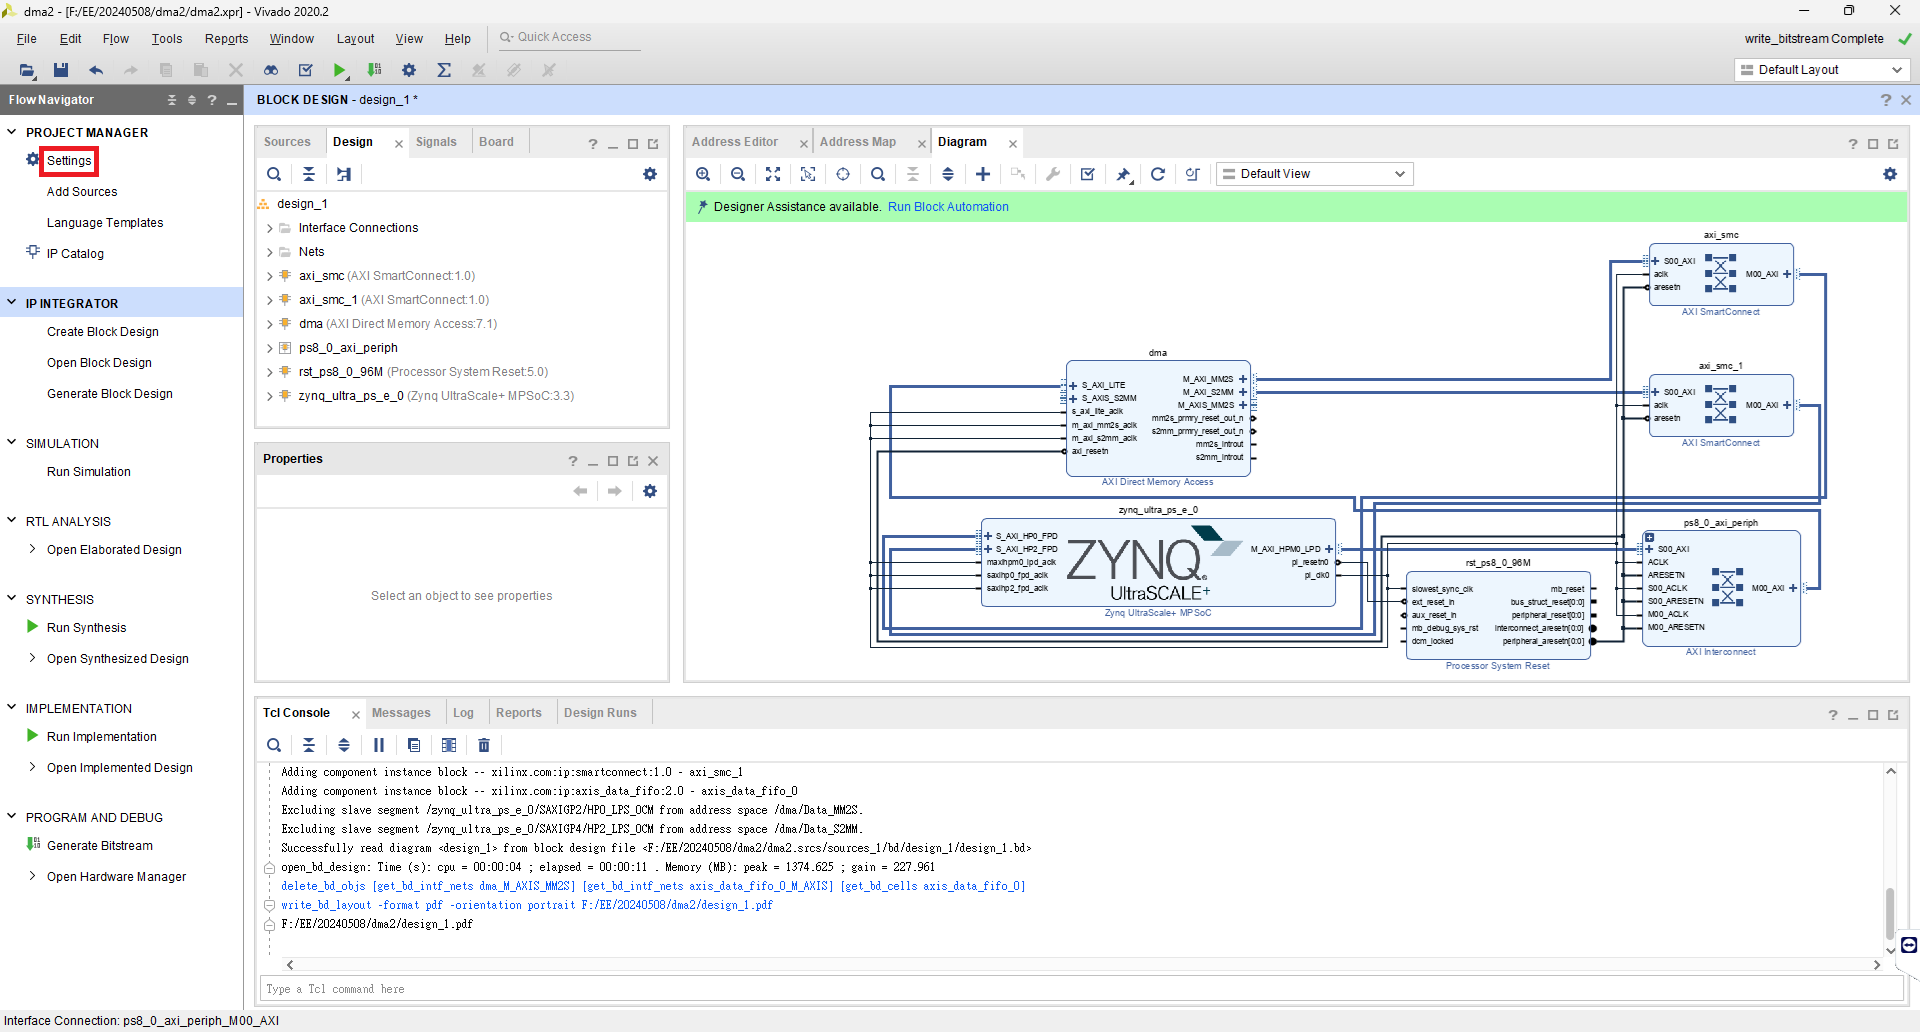 dma2 - [F:/EE/20240508/dma2/dma2.xpr] - Vivado 2020.2
File Edit Flow Tools Reports Window Layout View Help Quick Access
write_bitstream Complete
Default Layout
Flow Navigator
PROJECT MANAGER
Settings
Add Sources
Language Templates
IP Catalog
IP INTEGRATOR
Create Block Design
Open Block Design
Generate Block Design
SIMULATION
Run Simulation
RTL ANALYSIS
Open Elaborated Design
SYNTHESIS
Run Synthesis
Open Synthesized Design
IMPLEMENTATION
Run Implementation
Open Implemented Design
PROGRAM AND DEBUG
Generate Bitstream
Open Hardware Manager
BLOCK DESIGN - design_1 *
Sources Design Signals Board
design_1
Interface Connections
Nets
axi_smc (AXI SmartConnect:1.0)
axi_smc_1 (AXI SmartConnect:1.0)
dma (AXI Direct Memory Access:7.1)
ps8_0_axi_periph
rst_ps8_0_96M (Processor System Reset:5.0)
zynq_ultra_ps_e_0 (Zynq UltraScale+ MPSoC:3.3)
Properties
Select an object to see properties
Address Editor Address Map Diagram
Default View
Designer Assistance available. Run Block Automation
axi_smc
S00_AXI
aclk
aresetn
M00_AXI
AXI SmartConnect
axi_smc_1
S00_AXI
aclk
aresetn
M00_AXI
AXI SmartConnect
dma
S_AXI_LITE
S_AXIS_S2MM
s_axi_lite_aclk
m_axi_mm2s_aclk
m_axi_s2mm_aclk
axi_resetn
M_AXI_MM2S
M_AXI_S2MM
M_AXIS_MM2S
mm2s_prmry_reset_out_n
s2mm_prmry_reset_out_n
mm2s_introut
s2mm_introut
AXI Direct Memory Access
zynq_ultra_ps_e_0
S_AXI_HP0_FPD
S_AXI_HP2_FPD
maxihpm0_lpd_aclk
saxihp0_fpd_aclk
saxihp2_fpd_aclk
ZYNQ
UltraSCALE+
M_AXI_HPM0_LPD
pl_resetn0
pl_clk0
Zynq UltraScale+ MPSoC
rst_ps8_0_96M
slowest_sync_clk
ext_reset_in
aux_reset_in
mb_debug_sys_rst
dcm_locked
mb_reset
bus_struct_reset[0:0]
peripheral_reset[0:0]
interconnect_aresetn[0:0]
peripheral_aresetn[0:0]
Processor System Reset
ps8_0_axi_periph
S00_AXI
ACLK
ARESETN
S00_ACLK
S00_ARESETN
M00_ACLK
M00_ARESETN
M00_AXI
AXI Interconnect
Tcl Console Messages Log Reports Design Runs
Adding component instance block -- xilinx.com:ip:smartconnect:1.0 - axi_smc_1
Adding component instance block -- xilinx.com:ip:axis_data_fifo:2.0 - axis_data_fifo_0
Excluding slave segment /zynq_ultra_ps_e_0/SAXIGP2/HP0_LPS_OCM from address space /dma/Data_MM2S.
Excluding slave segment /zynq_ultra_ps_e_0/SAXIGP4/HP2_LPS_OCM from address space /dma/Data_S2MM.
Successfully read diagram <design_1> from block design file <F:/EE/20240508/dma2/dma2.srcs/sources_1/bd/design_1/design_1.bd>
open_bd_design: Time (s): cpu = 00:00:04 ; elapsed = 00:00:11 . Memory (MB): peak = 1374.625 ; gain = 227.961
delete_bd_objs [get_bd_intf_nets dma_M_AXIS_MM2S] [get_bd_intf_nets axis_data_fifo_0_M_AXIS] [get_bd_cells axis_data_fifo_0]
write_bd_layout -format pdf -orientation portrait F:/EE/20240508/dma2/design_1.pdf
F:/EE/20240508/dma2/design_1.pdf
Type a Tcl command here
Interface Connection: ps8_0_axi_periph_M00_AXI